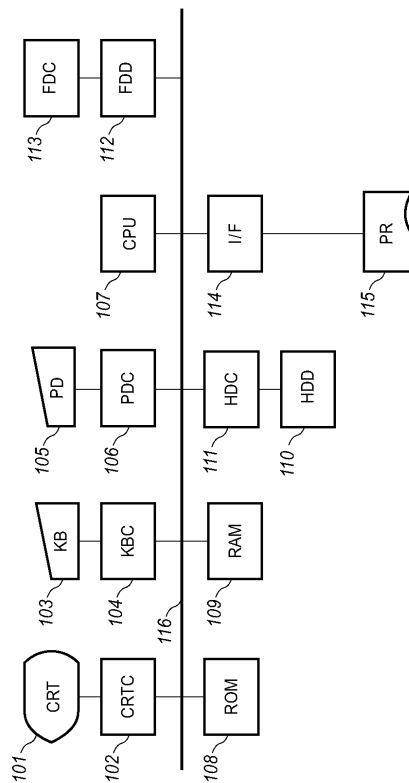 CRT
101
CRTC
102
ROM
108
KB
103
KBC
104
116
RAM
109
PD
105
PDC
106
HDC
111
HDD
110
CPU
107
I/F
114
PR
115
FDC
113
FDD
112